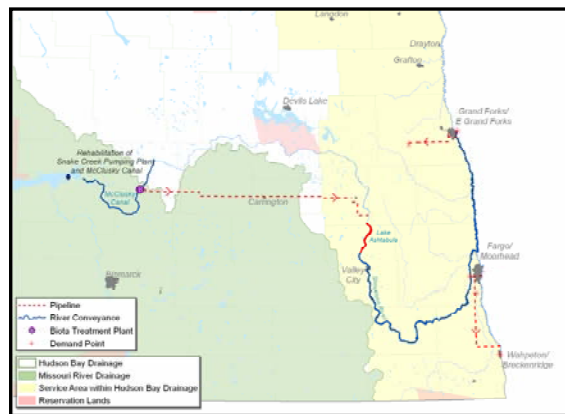 Langdon
Drayton
Grafton
Devils Lake
Grand Forks/
E Grand Forks
Rehabilitation of
Snake Creek Pumping Plant
and McClusky Canal
McClusky
Canal
Carrington
Lake
Ashtabula
Fargo/
Moorhead
Bismarck
Valley
City
Wahpeton/
Breckenridge
Pipeline
River Conveyance
Biota Treatment Plant
Demand Point
Hudson Bay Drainage
Missouri River Drainage
Service Area within Hudson Bay Drainage
Reservation Lands